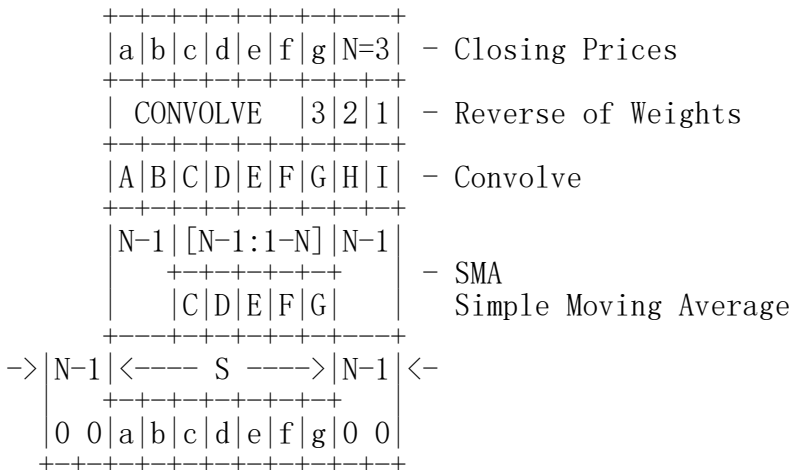 +-+-+-+-+-+-+-+---+
|a|b|c|d|e|f|g|N=3| - Closing Prices
+-+-+-+-+-+-+-+-+-+
| CONVOLVE  |3|2|1| - Reverse of Weights
+-+-+-+-+-+-+-+-+-+
|A|B|C|D|E|F|G|H|I| - Convolve
+-+-+-+-+-+-+-+-+-+
|N-1|[N-1:1-N]|N-1|
+-+-+-+-+-+ - SMA
|C|D|E|F|G| Simple Moving Average
+-+-+-+-+-+-+-+---+
->|N-1|<---- S ---->|N-1|<-
+-+-+-+-+-+-+-+
|0 0|a|b|c|d|e|f|g|0 0|
+-+-+-+-+-+-+-+-+-+-+-+